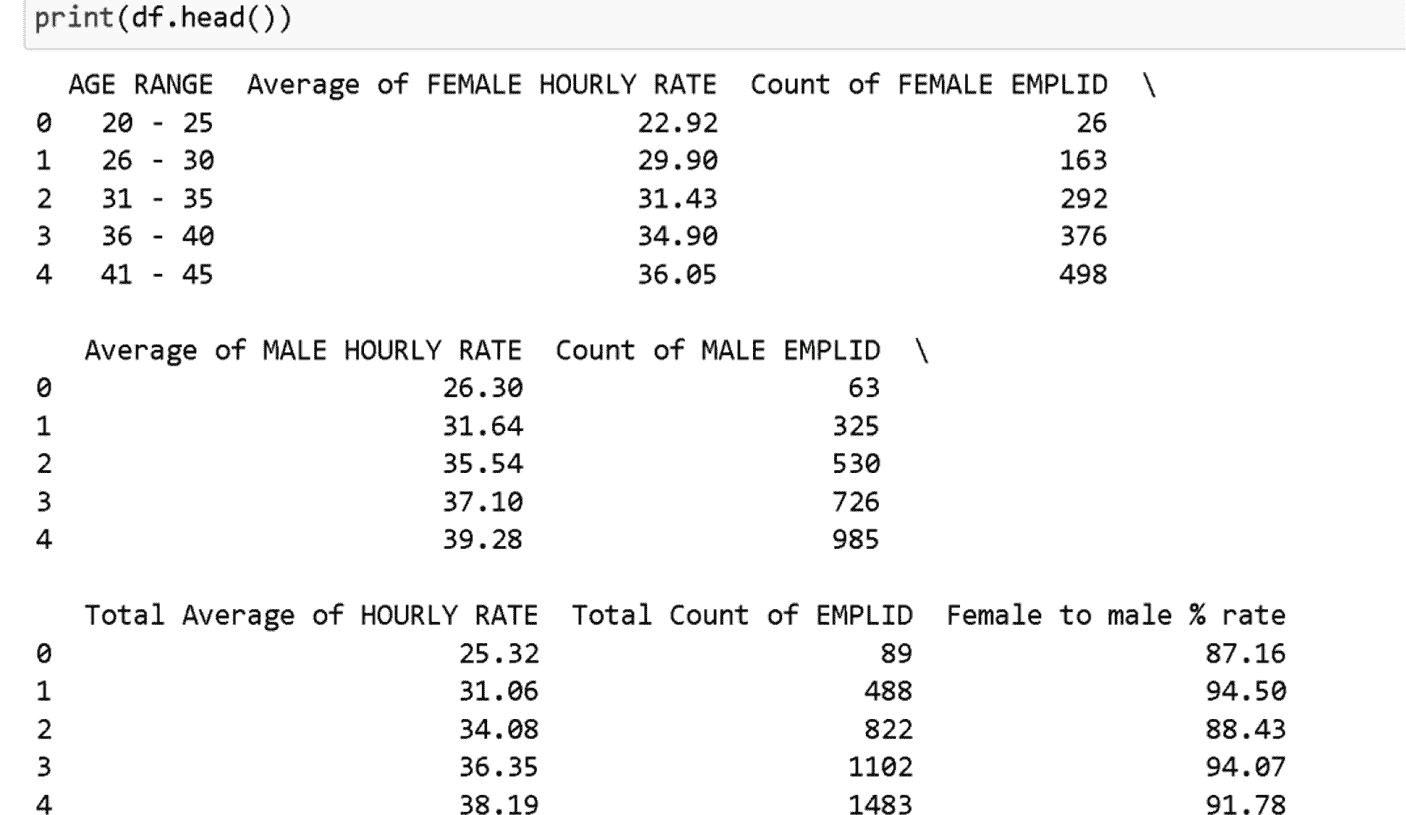 print(df.head())
AGE RANGE  Average of FEMALE HOURLY RATE  Count of FEMALE EMPLID  \
0   20 - 25                          22.92                      26
1   26 - 30                          29.90                     163
2   31 - 35                          31.43                     292
3   36 - 40                          34.90                     376
4   41 - 45                          36.05                     498
Average of MALE HOURLY RATE  Count of MALE EMPLID  \
0                        26.30                    63
1                        31.64                   325
2                        35.54                   530
3                        37.10                   726
4                        39.28                   985
Total Average of HOURLY RATE  Total Count of EMPLID  Female to male % rate
0                         25.32                     89                  87.16
1                         31.06                    488                  94.50
2                         34.08                    822                  88.43
3                         36.35                   1102                  94.07
4                         38.19                   1483                  91.78